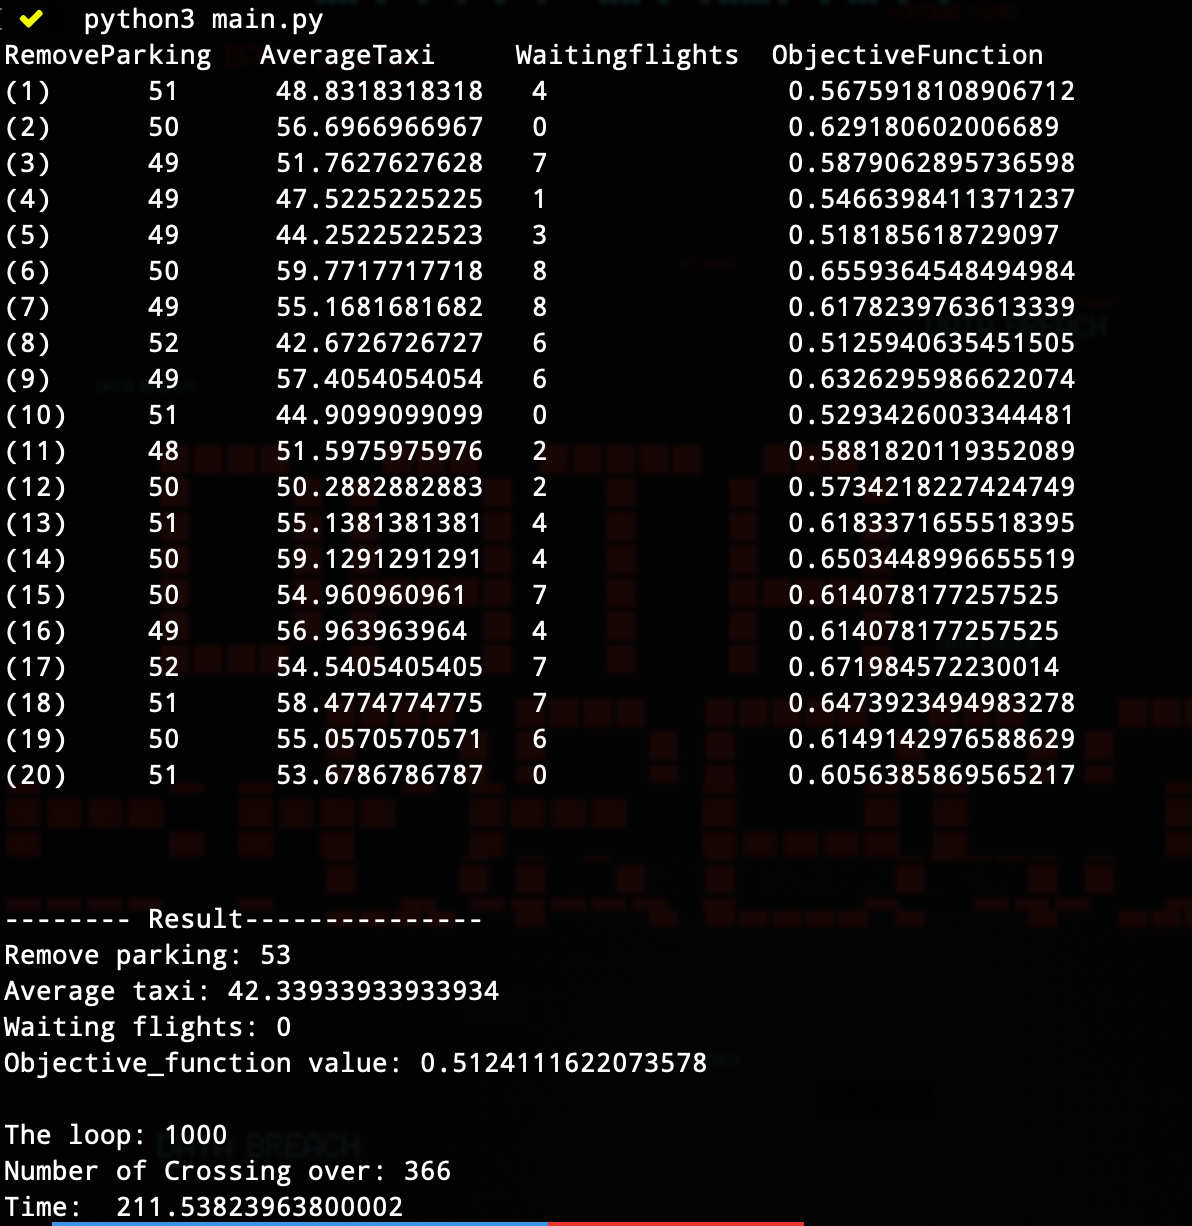 ✔ python3 main.py
RemoveParking AverageTaxi Waitingflights ObjectiveFunction
(1) 51 48.8318318318 4 0.5675918108906712
(2) 50 56.6966966967 0 0.629180602006689
(3) 49 51.7627627628 7 0.5879062895736598
(4) 49 47.5225225225 1 0.5466398411371237
(5) 49 44.2522522523 3 0.518185618729097
(6) 50 59.7717717718 8 0.6559364548494984
(7) 49 55.1681681682 8 0.6178239763613339
(8) 52 42.6726726727 6 0.5125940635451505
(9) 49 57.4054054054 6 0.6326295986622074
(10) 51 44.9099099099 0 0.5293426003344481
(11) 48 51.5975975976 2 0.5881820119352089
(12) 50 50.2882882883 2 0.5734218227424749
(13) 51 55.1381381381 4 0.6183371655518395
(14) 50 59.1291291291 4 0.6503448996655519
(15) 50 54.960960961 7 0.614078177257525
(16) 49 56.963963964 4 0.614078177257525
(17) 52 54.5405405405 7 0.671984572230014
(18) 51 58.4774774775 7 0.6473923494983278
(19) 50 55.0570570571 6 0.6149142976588629
(20) 51 53.6786786787 0 0.6056385869565217
-------- Result---------------
Remove parking: 53
Average taxi: 42.33933933933934
Waiting flights: 0
Objective_function value: 0.5124111622073578
The loop: 1000
Number of Crossing over: 366
Time: 211.53823963800002
DATA BREACH